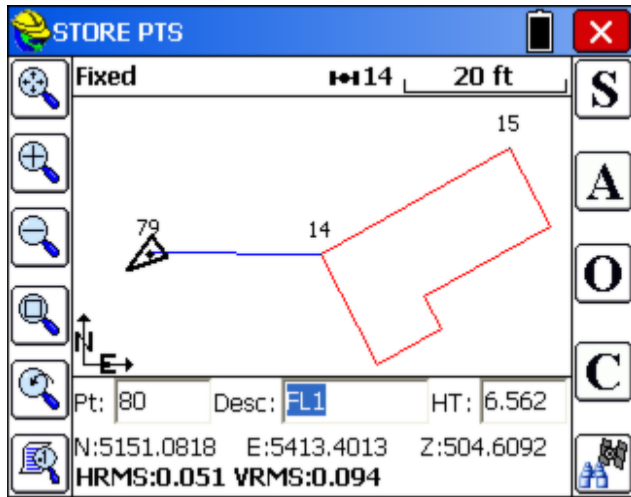 STORE PTS
Fixed 14 20 ft
S
15
A
79
14
O
N
E
C
Pt: 80 Desc: FL1 HT: 6.562
N:5151.0818 E:5413.4013 Z:504.6092
HRMS:0.051 VRMS:0.094